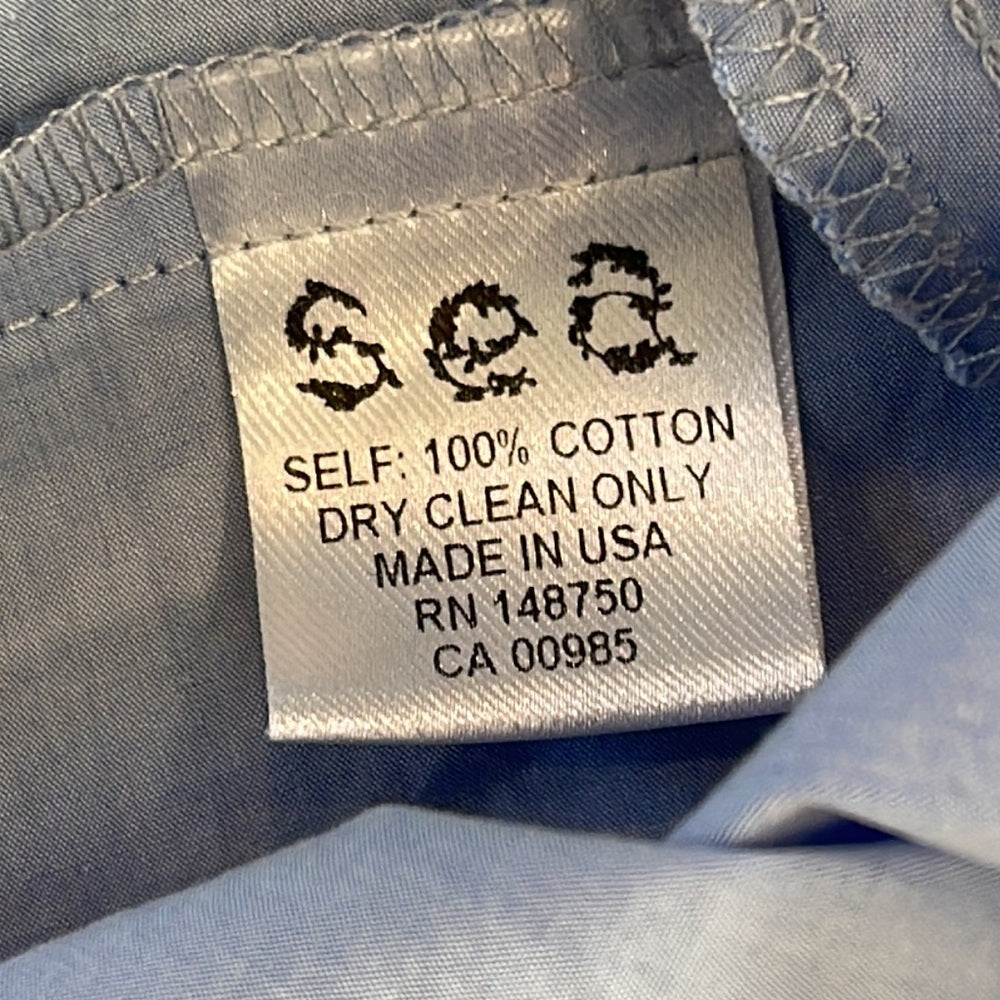 Sea
SELF: 100% COTTON
DRY CLEAN ONLY
MADE IN USA
RN 148750
CA 00985